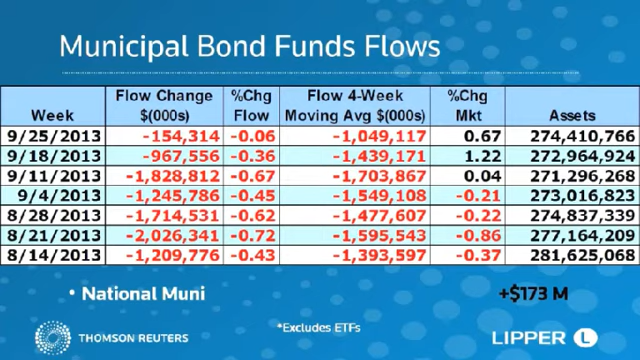 Municipal Bond Funds Flows
Flow Change %Chg Flow 4-Week %Chg
Week $(000s) Flow Moving Avg $(000s) Mkt Assets
9/25/2013 -154,314 -0.06 -1,049,117 0.67 274,410,766
9/18/2013 -967,556 -0.36 -1,439,171 1.22 272,964,924
9/11/2013 -1,828,812 -0.67 -1,703,867 0.04 271,296,268
9/4/2013 -1,245,786 -0.45 -1,549,108 -0.21 273,016,823
8/28/2013 -1,714,531 -0.62 -1,477,607 -0.22 274,837,339
8/21/2013 -2,026,341 -0.72 -1,595,543 -0.86 277,164,209
8/14/2013 -1,209,776 -0.43 -1,393,597 -0.37 281,625,068
• National Muni +$173 M
*Excludes ETFs
THOMSON REUTERS LIPPER L